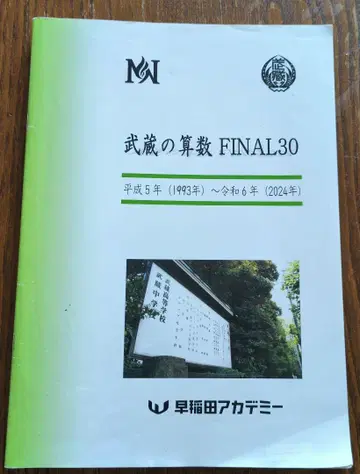 武蔵の算数 FINAL30
平成5年（1993年）～令和6年（2024年）
武蔵高等学校
武蔵中学校
早稲田アカデミー